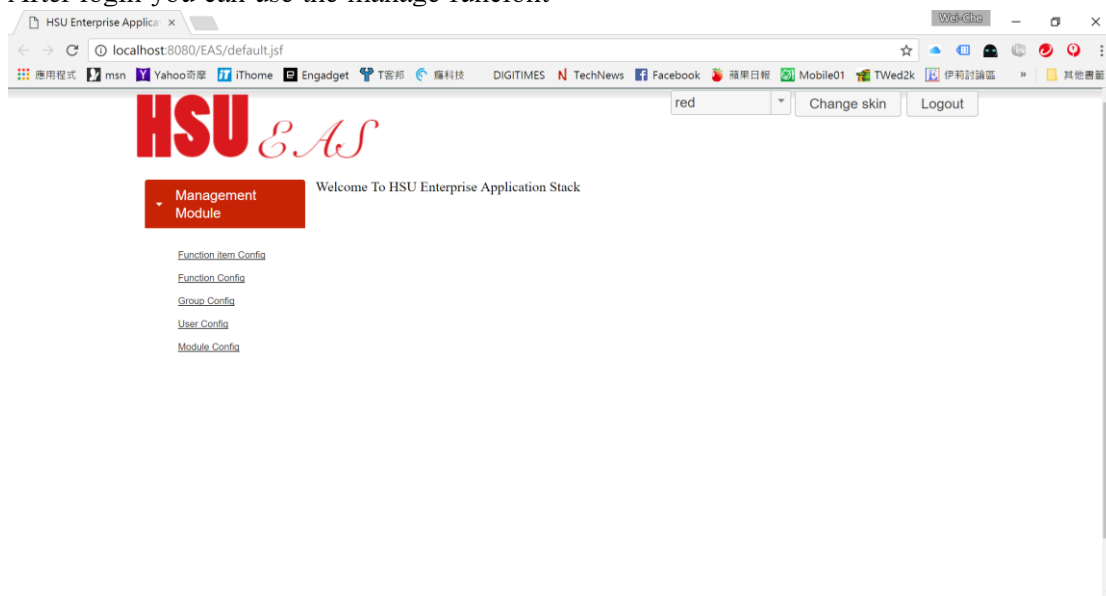 After login you can use the manage funciont
HSU Enterprise Applicat
Wei-Che
localhost:8080/EAS/default.jsf
應用程式 msn Yahoo奇摩 iThome Engadget T客邦 癮科技 DIGITIMES TechNews Facebook 蘋果日報 Mobile01 TWed2k 伊莉討論區 » 其他書籤
red Change skin Logout
HSU EAS
Management
Module
Welcome To HSU Enterprise Application Stack
Function item Config
Function Config
Group Config
User Config
Module Config